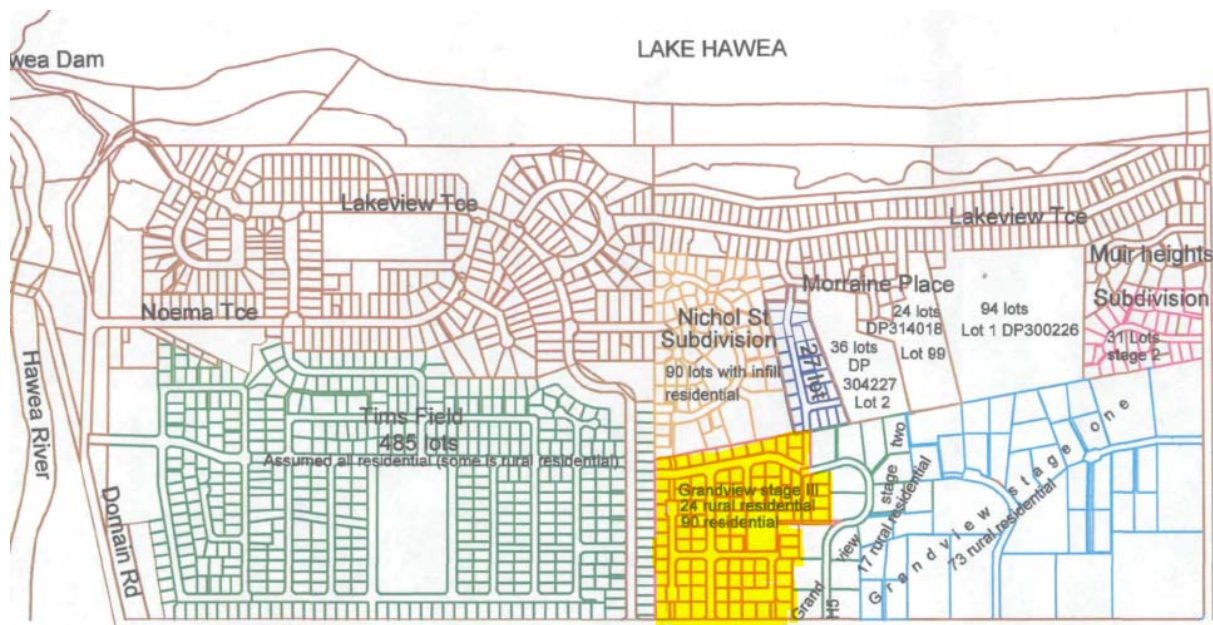 LAKE HAWEA
wea Dam
Lakeview Tce
Lakeview Tce
Muir heights
Subdivision
31 Lots
stage 2
Morraine Place
24 lots
DP314018
Lot 99
94 lots
Lot 1 DP300226
Noema Tce
Nichol St
Subdivision
90 lots with infill
residential
27 lot
36 lots
DP
304227
Lot 2
Hawea River
Domain Rd
Tims Field
485 lots
Assumed all residential (some is rural residential)
Grandview stage III
24 rural residential
90 residential
Grand view stage two
17 rural residential
Grandview stage one
73 rural residential
H5